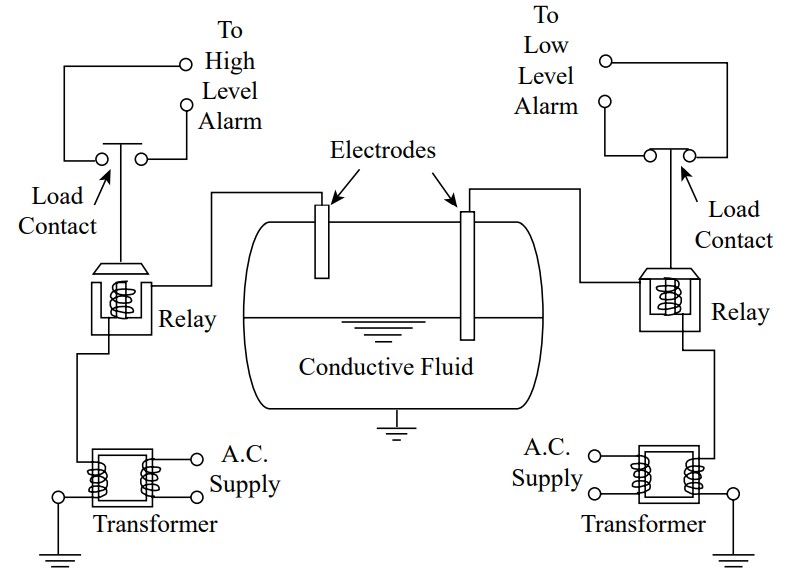 To
High
Level
Alarm
To
Low
Level
Alarm
Electrodes
Load
Contact
Load
Contact
Relay
Relay
Conductive Fluid
A.C.
Supply
A.C.
Supply
Transformer
Transformer